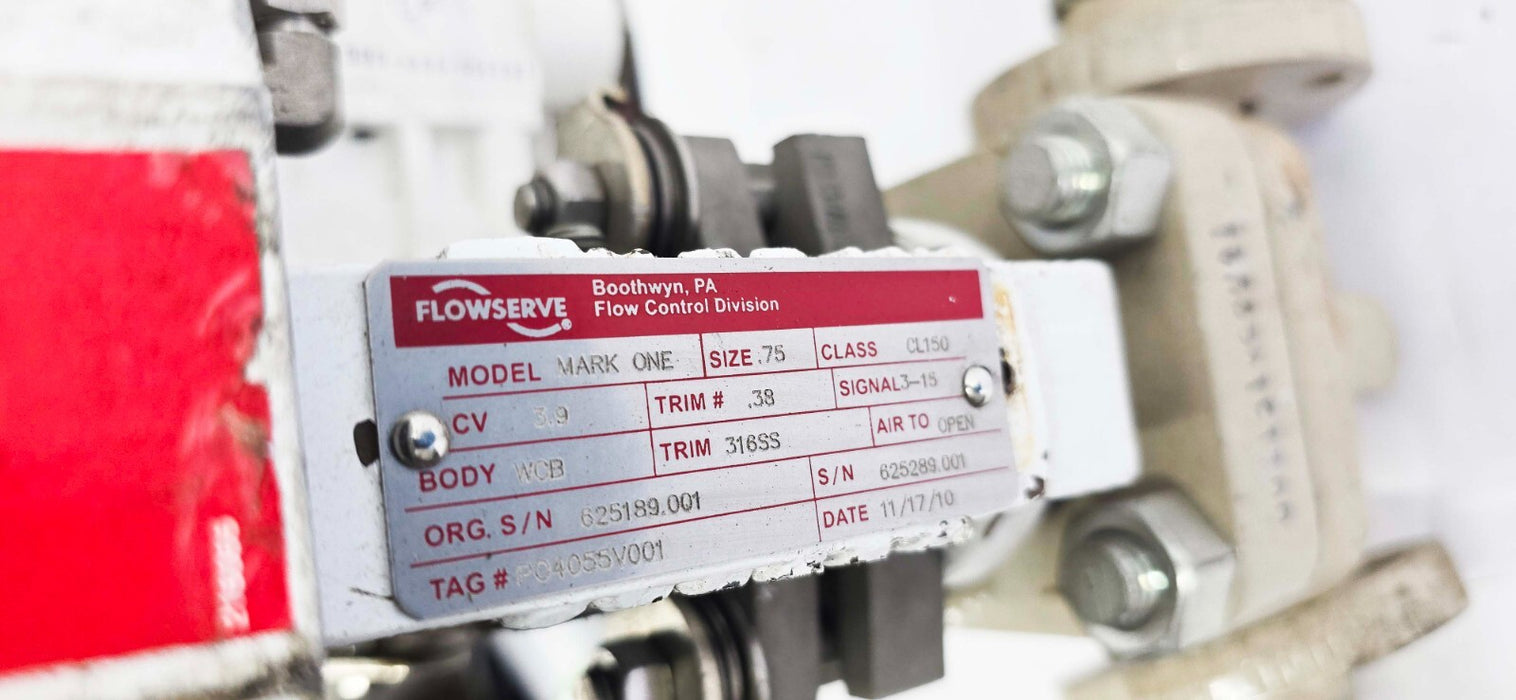 FLOWSERVE
Boothwyn, PA
Flow Control Division
MODEL MARK ONE SIZE .75 CLASS CL150
CV 3.9 TRIM # .38 SIGNAL 3-15
BODY WCB TRIM 316SS AIR TO OPEN
ORG. S/N 625189.001 S/N 625289.001
TAG # PC4055V001 DATE 11/17/10